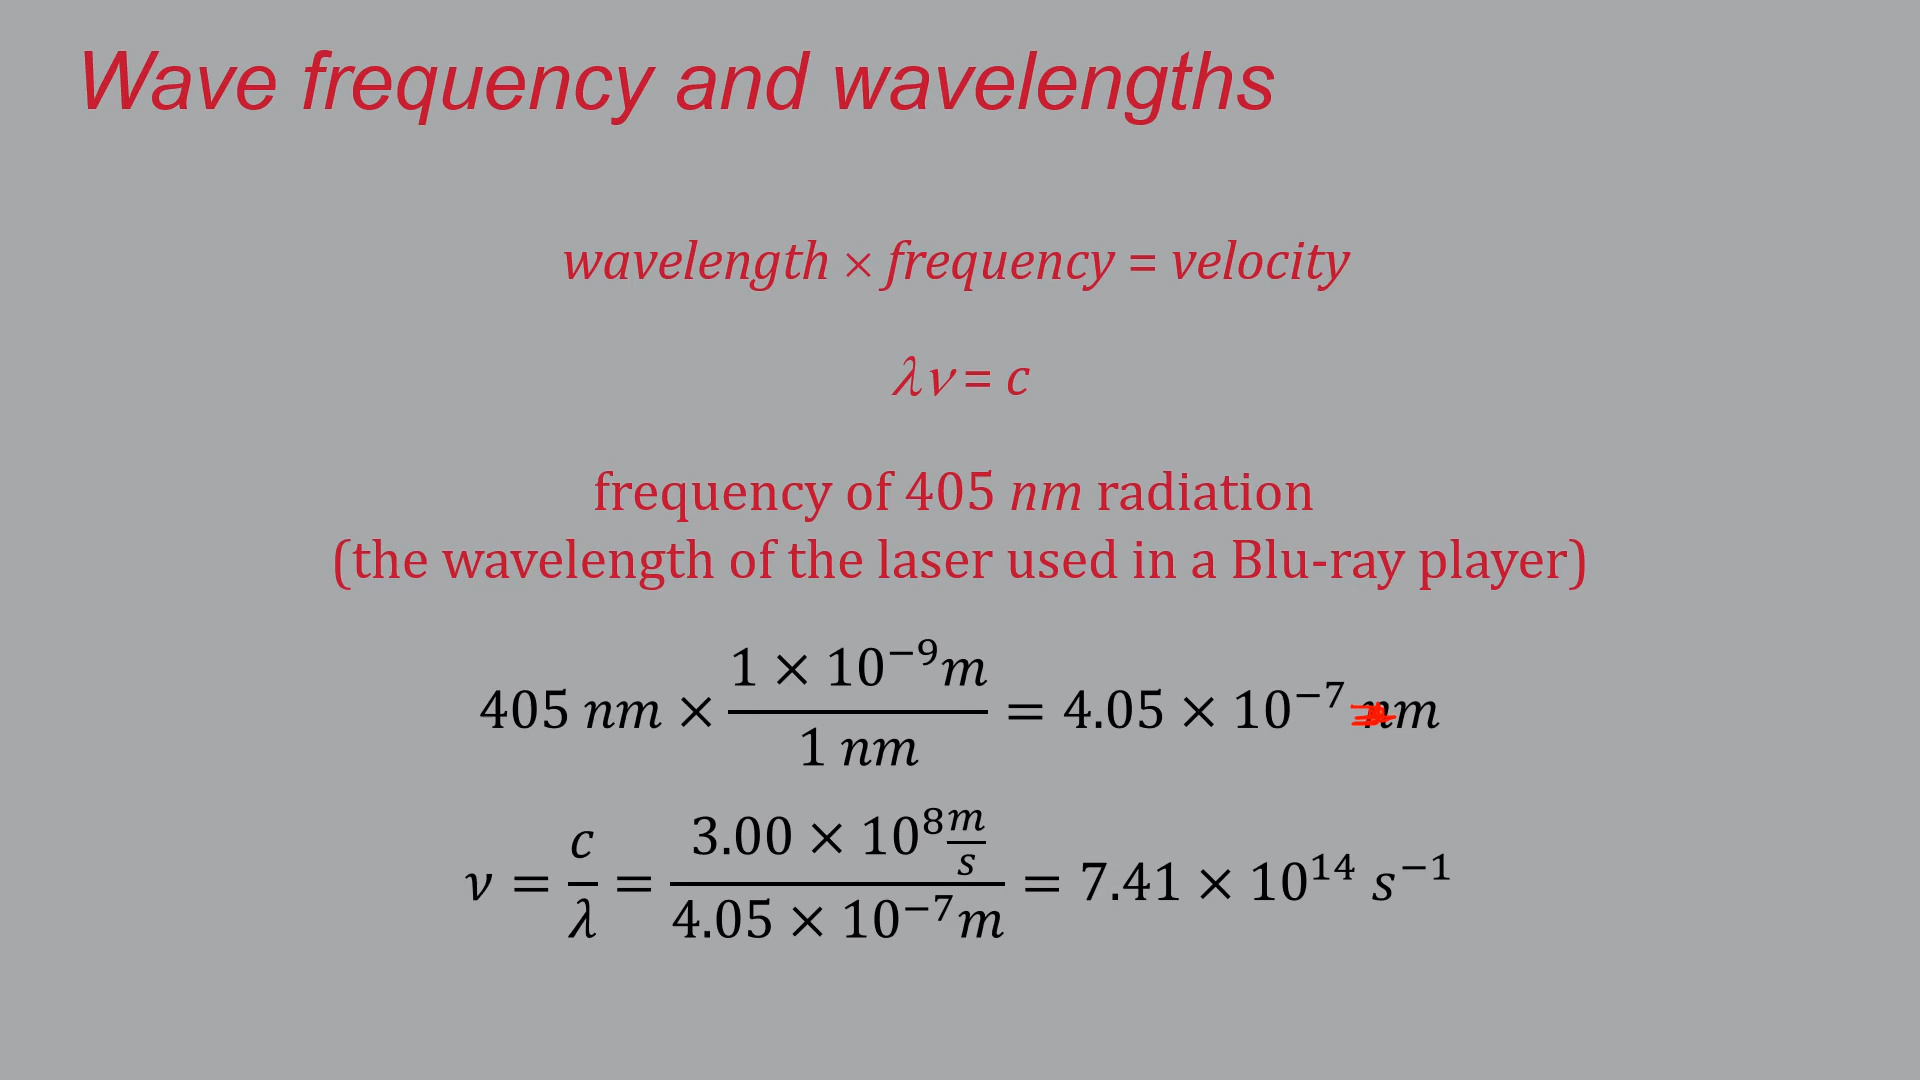 Wave frequency and wavelengths
wavelength × frequency = velocity
λν = c
frequency of 405 nm radiation
(the wavelength of the laser used in a Blu-ray player)
405 nm × (1 × 10⁻⁹m)/(1 nm) = 4.05 × 10⁻⁷ nm
ν = c/λ = (3.00 × 10⁸ m/s)/(4.05 × 10⁻⁷m) = 7.41 × 10¹⁴ s⁻¹